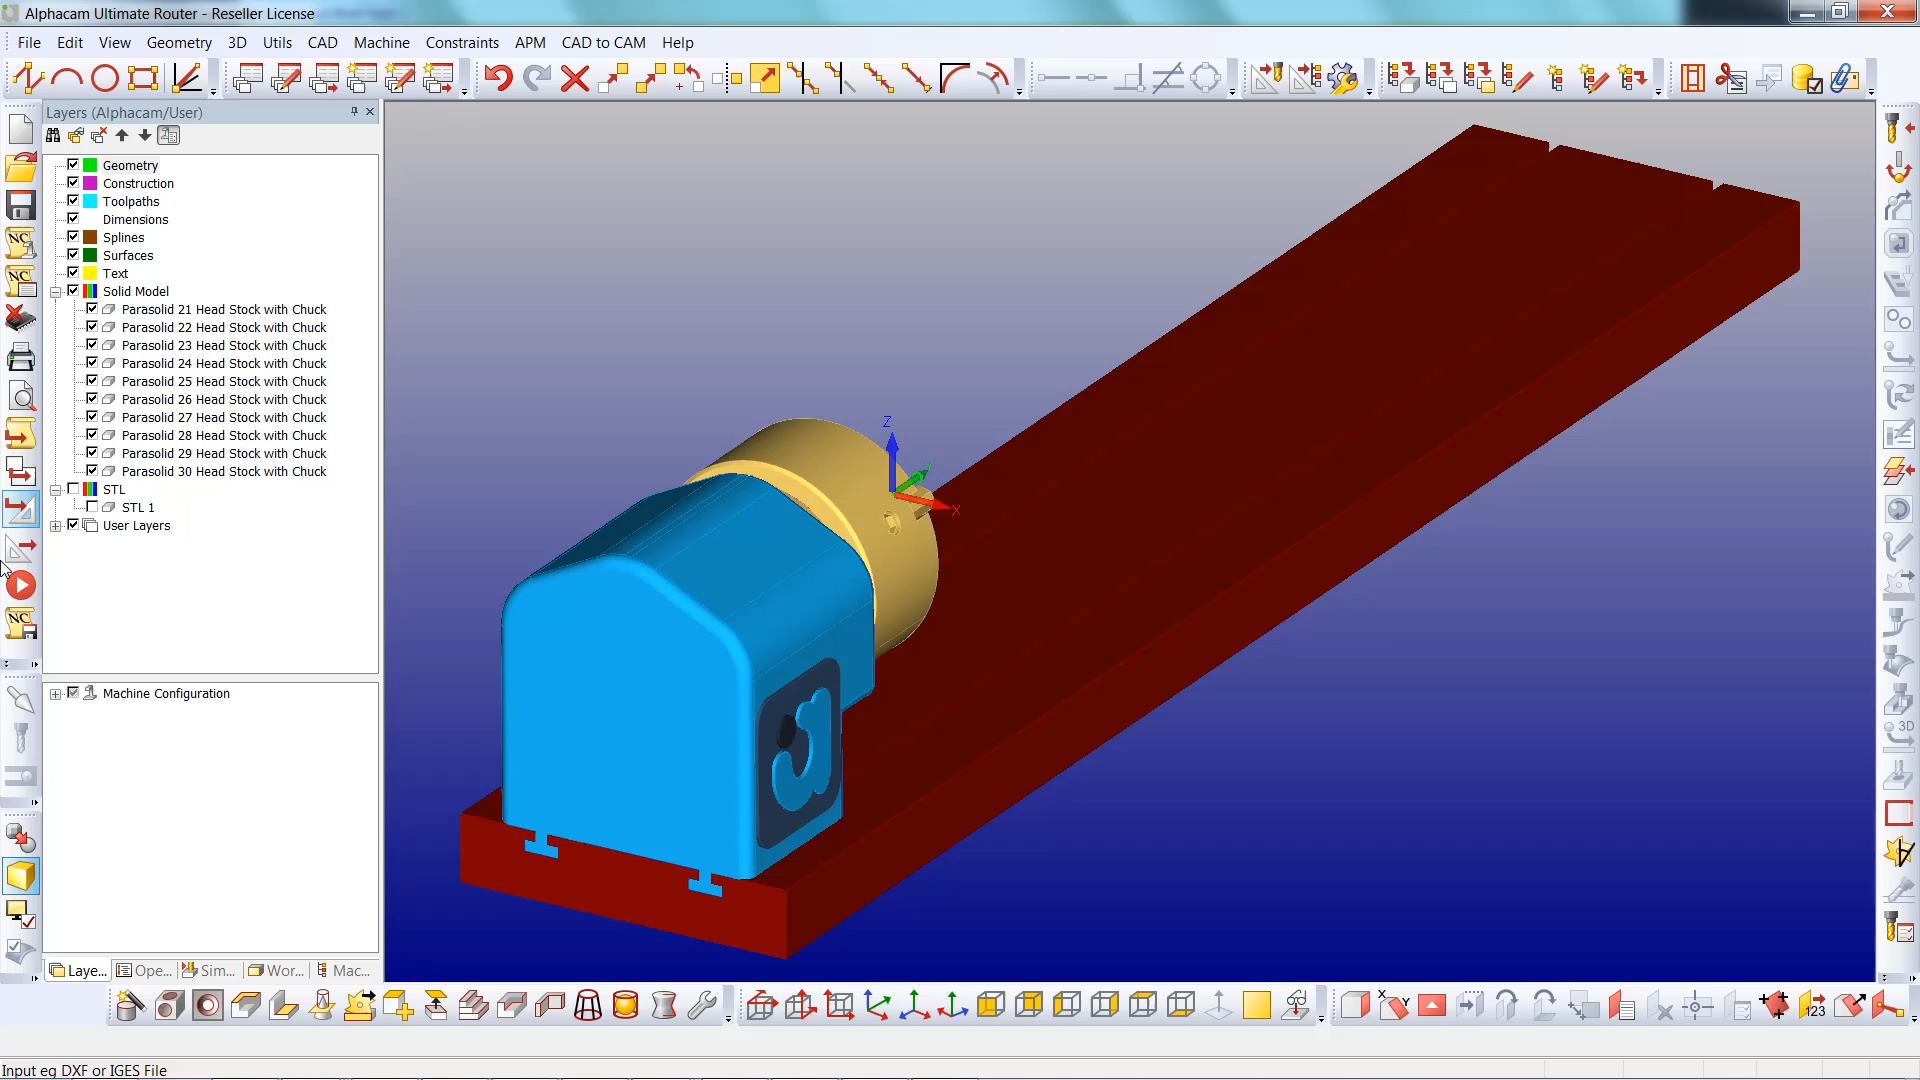 Alphacam Ultimate Router - Reseller License
File Edit View Geometry 3D Utils CAD Machine Constraints APM CAD to CAM Help
Layers (Alphacam/User)
Geometry
Construction
Toolpaths
Dimensions
Splines
Surfaces
Text
Solid Model
Parasolid 21 Head Stock with Chuck
Parasolid 22 Head Stock with Chuck
Parasolid 23 Head Stock with Chuck
Parasolid 24 Head Stock with Chuck
Parasolid 25 Head Stock with Chuck
Parasolid 26 Head Stock with Chuck
Parasolid 27 Head Stock with Chuck
Parasolid 28 Head Stock with Chuck
Parasolid 29 Head Stock with Chuck
Parasolid 30 Head Stock with Chuck
STL
STL 1
User Layers
NC
NC
NC
Z
X
3D
Machine Configuration
Laye... Ope... Sim... Wor... Mac...
X Y
123
Input eg DXF or IGES File